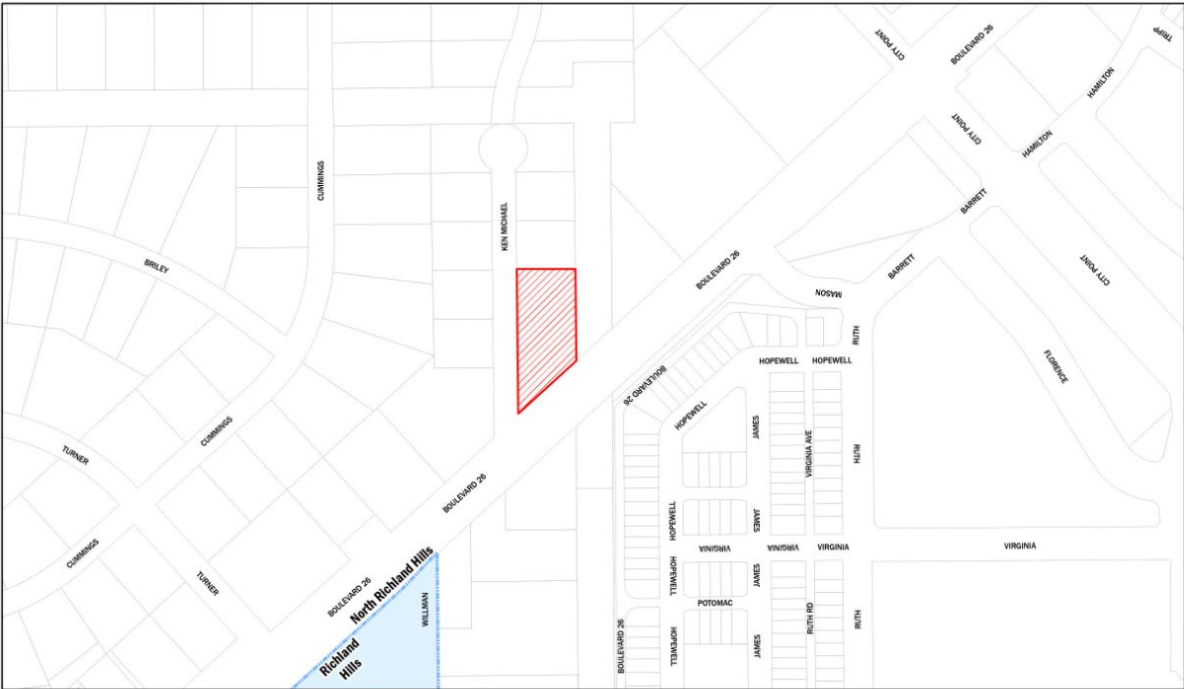 TRIPP
CITY POINT
BOULEVARD 26
HAMILTON
CITY POINT
HAMILTON
CUMMINGS
BARRETT
KEN MICHAEL
BRILEY
BOULEVARD 26
BARRETT
CITY POINT
MASON
RUTH
HOPEWELL
HOPEWELL
FLORENCE
BOULEVARD 26
HOPEWELL
JAMES
VIRGINIA AVE
RUTH
CUMMINGS
TURNER
BOULEVARD 26
HOPEWELL
JAMES
VIRGINIA
VIRGINIA
VIRGINIA
VIRGINIA
CUMMINGS
TURNER
BOULEVARD 26
North Richland Hills
Richland
Hills
WILLMAN
HOPEWELL
JAMES
POTOMAC
RUTH RD
RUTH
BOULEVARD 26
HOPEWELL
JAMES